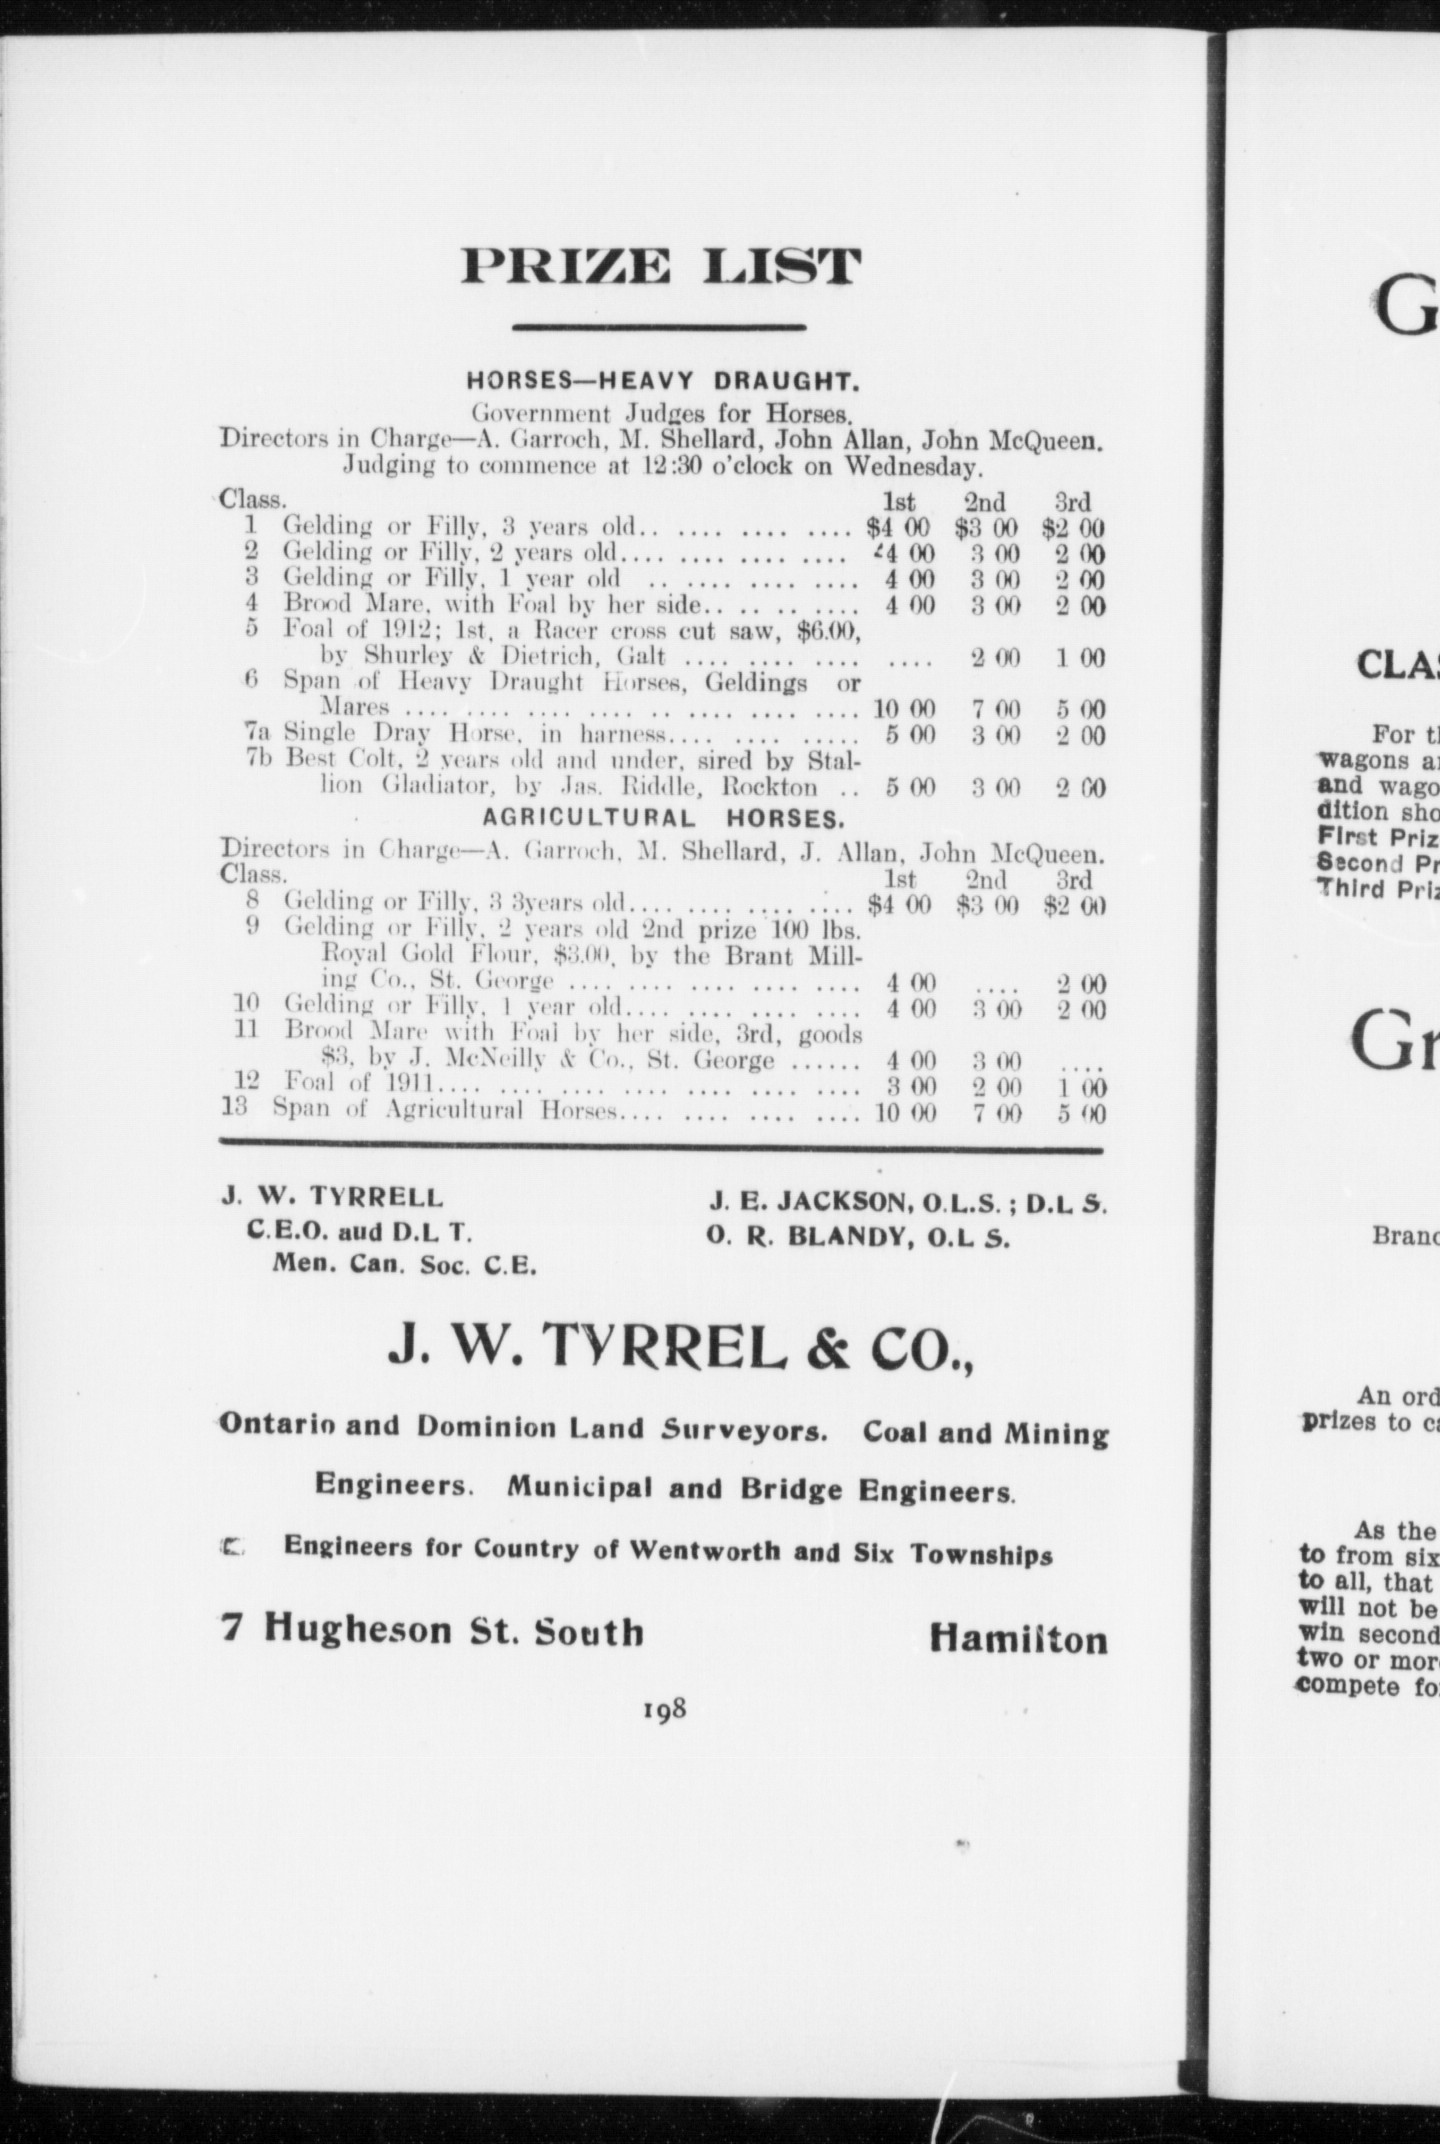 PRIZE LIST
HORSES—HEAVY DRAUGHT.
Government Judges for Horses.
Directors in Charge—A. Garroch, M. Shellard, John Allan, John McQueen.
Judging to commence at 12:30 o'clock on Wednesday.
Class. 1st 2nd 3rd
1 Gelding or Filly, 3 years old.. .... .... .... $4 00 $3 00 $2 00
2 Gelding or Filly, 2 years old.... .... .... .... 4 00 3 00 2 00
3 Gelding or Filly, 1 year old .. .... .... .... 4 00 3 00 2 00
4 Brood Mare, with Foal by her side.. .. .. .... 4 00 3 00 2 00
5 Foal of 1912; 1st, a Racer cross cut saw, $6.00,
by Shurley & Dietrich, Galt .... .... .... .... 2 00 1 00
6 Span of Heavy Draught Horses, Geldings or
Mares .... .... .... .... .. .... .... .... 10 00 7 00 5 00
7a Single Dray Horse, in harness.... .... ..... 5 00 3 00 2 00
7b Best Colt, 2 years old and under, sired by Stal-
lion Gladiator, by Jas. Riddle, Rockton .. 5 00 3 00 2 00
AGRICULTURAL HORSES.
Directors in Charge—A. Garroch, M. Shellard, J. Allan, John McQueen.
Class. 1st 2nd 3rd
8 Gelding or Filly, 3 3years old.... .... .... .... $4 00 $3 00 $2 00
9 Gelding or Filly, 2 years old 2nd prize 100 lbs.
Royal Gold Flour, $3.00, by the Brant Mill-
ing Co., St. George .... .... .... .... .... 4 00 .... 2 00
10 Gelding or Filly, 1 year old.... .... .... .... 4 00 3 00 2 00
11 Brood Mare with Foal by her side, 3rd, goods
$3, by J. McNeilly & Co., St. George ...... 4 00 3 00 ....
12 Foal of 1911.... .... .... .... .... .... .... 3 00 2 00 1 00
13 Span of Agricultural Horses.... .... .... .... 10 00 7 00 5 00
J. W. TYRRELL
C.E.O. aud D.L T.
Men. Can. Soc. C.E.
J. E. JACKSON, O.L.S. ; D.L S.
O. R. BLANDY, O.L S.
J. W. TYRREL & CO.,
Ontario and Dominion Land Surveyors. Coal and Mining
Engineers. Municipal and Bridge Engineers.
Engineers for Country of Wentworth and Six Townships
7 Hugheson St. South Hamilton
198
G
CLAS
For th
wagons an
and wago
dition sho
First Priz
Second Pr
Third Priz
Gr
Branc
An ord
prizes to ca
As the
to from six
to all, that
will not be
win second
two or mor
compete fo